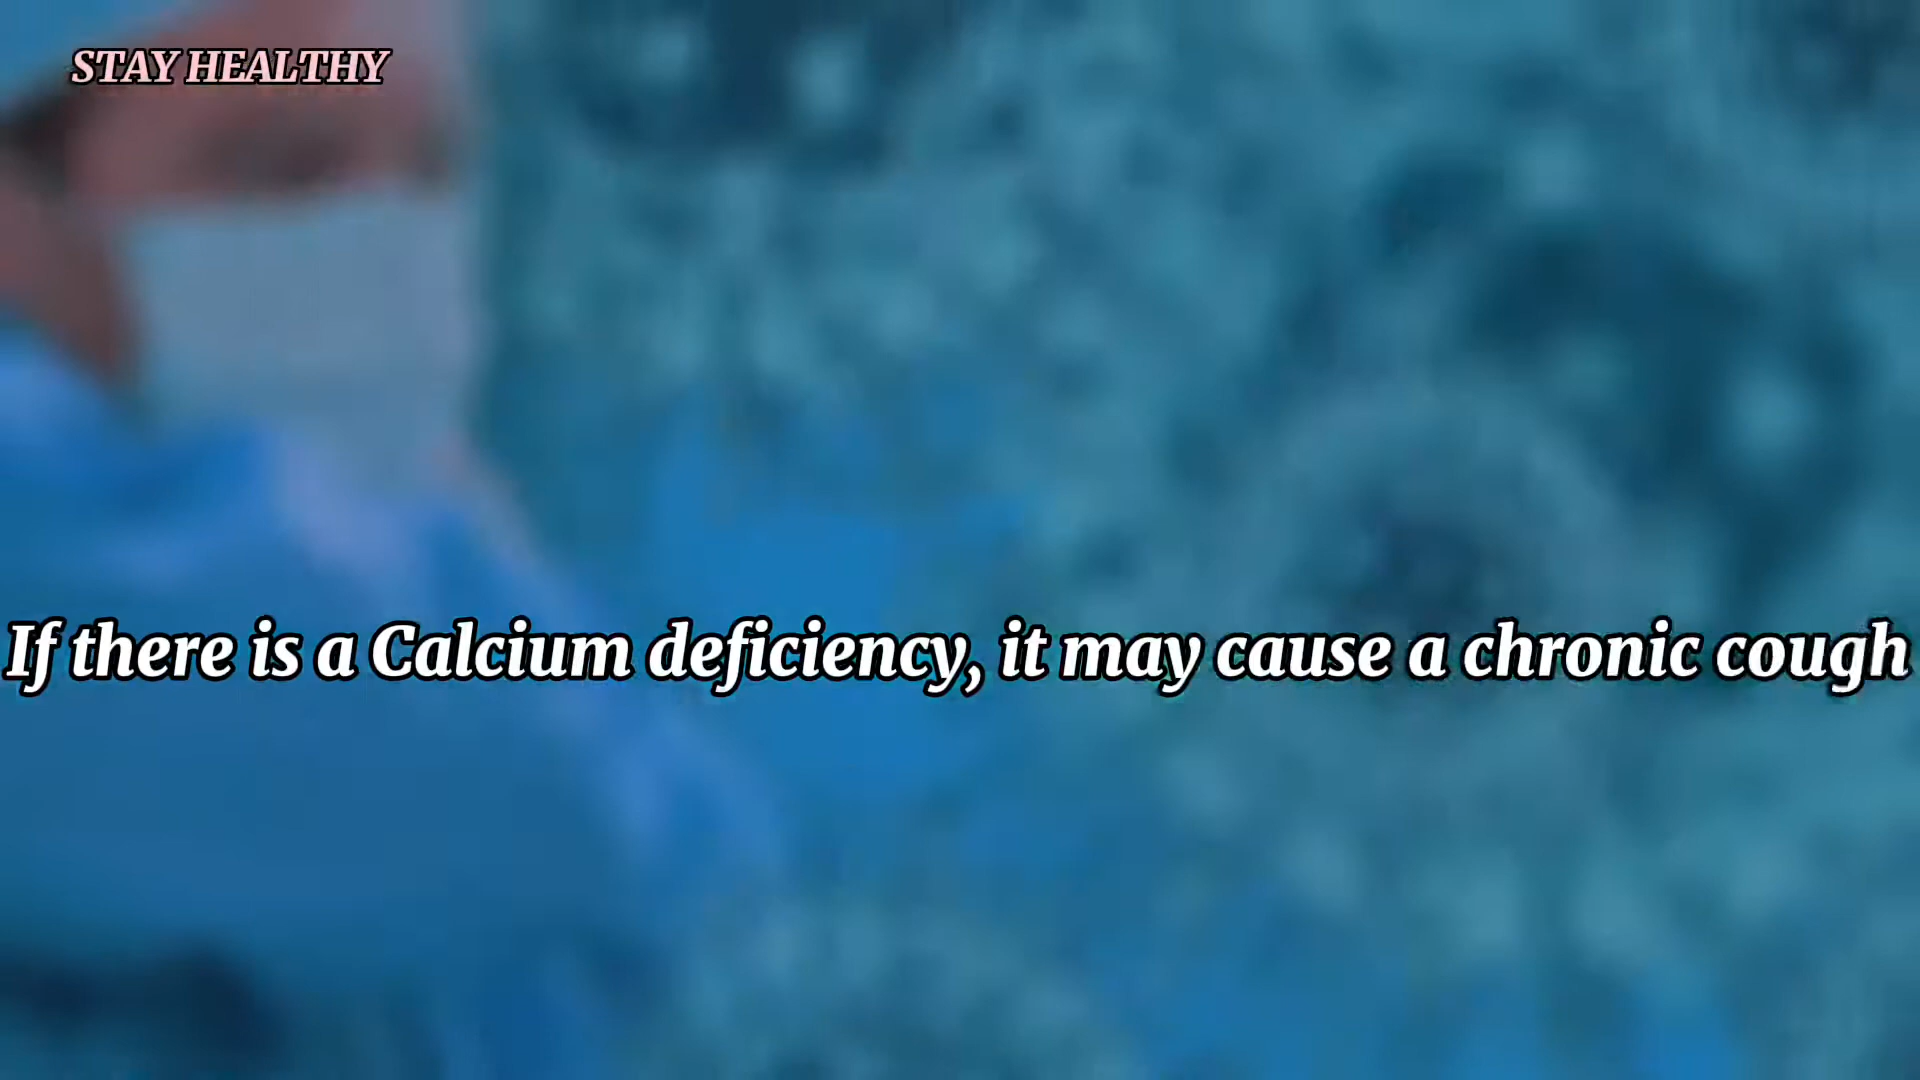 STAY HEALTHY
If there is a Calcium deficiency, it may cause a chronic cough